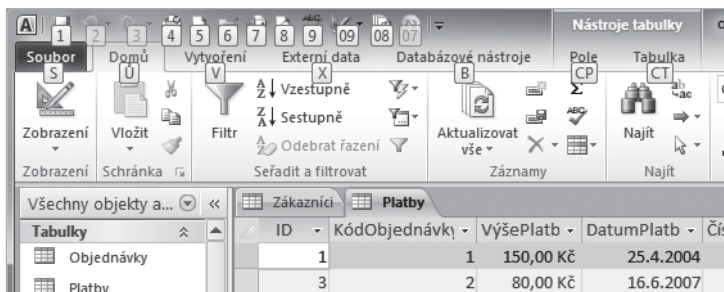 A
1 2 3 4 5 6 7 8 9 09 08 07
Nástroje tabulky
Soubor Domů Vytvoření Externí data Databázové nástroje Pole Tabulka
S Ů V X B CP CT
Zobrazení Vložit Filtr
Vzestupně
Sestupně
Odebrat řazení
Aktualizovat vše
Najít
Zobrazení Schránka Seřadit a filtrovat Záznamy Najít
Všechny objekty a... «
Zákazníci Platby
Tabulky
Objednávky
Platby
ID KódObjednávky VýšePlatb DatumPlatb
1 1 150,00 Kč 25.4.2004
3 2 80,00 Kč 16.6.2007